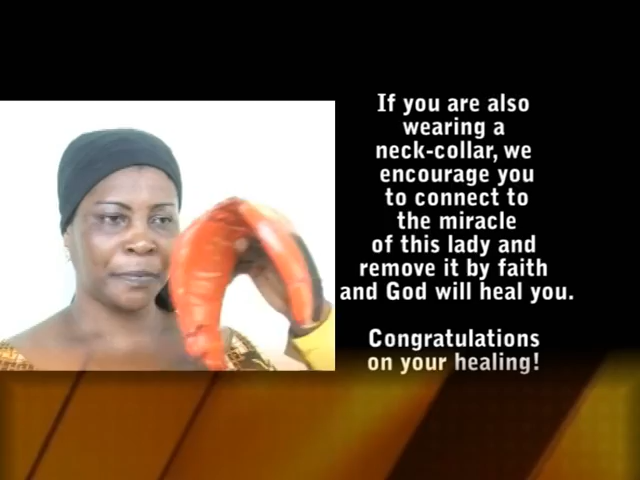 If you are also
wearing a
neck-collar, we
encourage you
to connect to
the miracle
of this lady and
remove it by faith
and God will heal you.
Congratulations
on your healing!